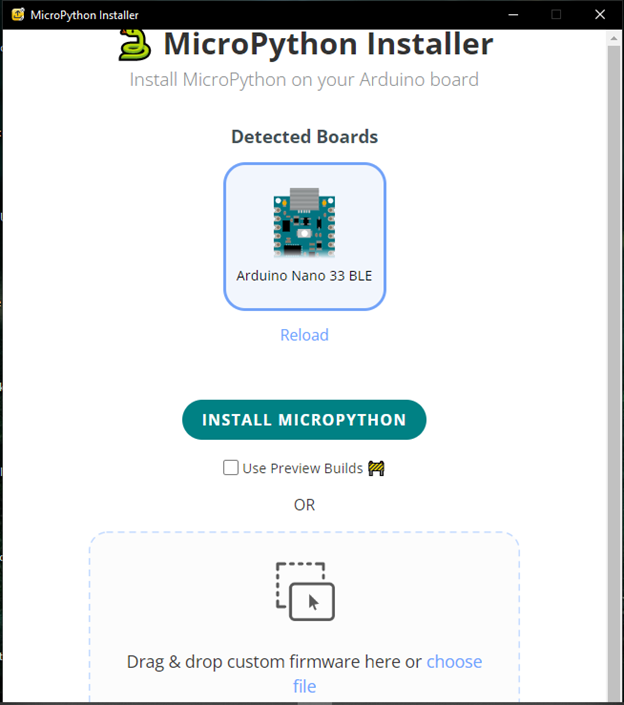 MicroPython Installer
MicroPython Installer
Install MicroPython on your Arduino board
Detected Boards
Arduino Nano 33 BLE
Reload
INSTALL MICROPYTHON
Use Preview Builds
OR
Drag & drop custom firmware here or choose
file